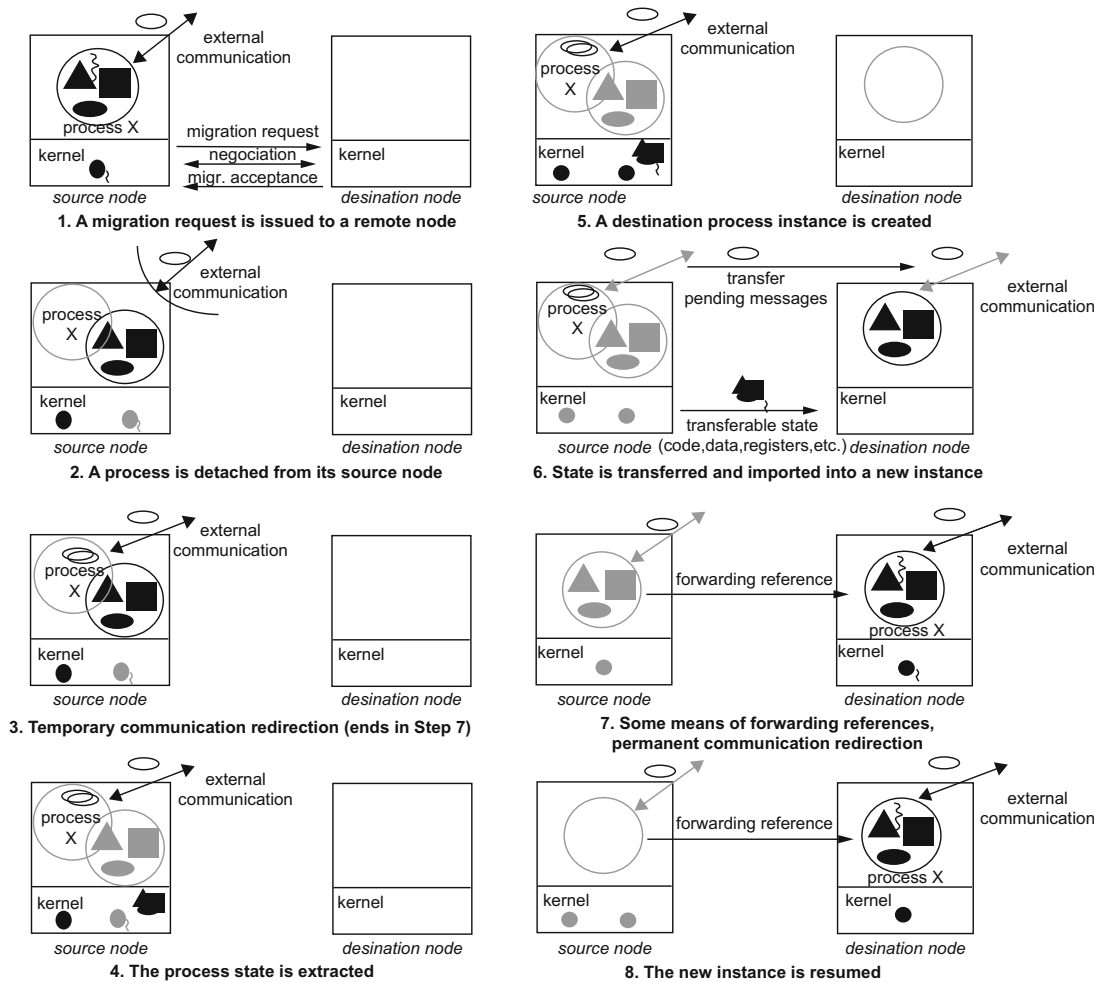 external
communication
process X
kernel
migration request
negociation
migr. acceptance
kernel
source node
desination node
1. A migration request is issued to a remote node
external
communication
process
X
kernel
kernel
source node
desination node
2. A process is detached from its source node
external
communication
process
X
kernel
kernel
source node
desination node
3. Temporary communication redirection (ends in Step 7)
external
communication
process
X
kernel
kernel
source node
desination node
4. The process state is extracted
external
communication
process
X
kernel
kernel
source node
desination node
5. A destination process instance is created
transfer
pending messages
external
communication
process
X
kernel
kernel
transferable state
(code,data,registers,etc.)
source node
desination node
6. State is transferred and imported into a new instance
external
communication
forwarding reference
process X
kernel
kernel
source node
desination node
7. Some means of forwarding references,
permanent communication redirection
external
communication
forwarding reference
process X
kernel
kernel
source node
desination node
8. The new instance is resumed